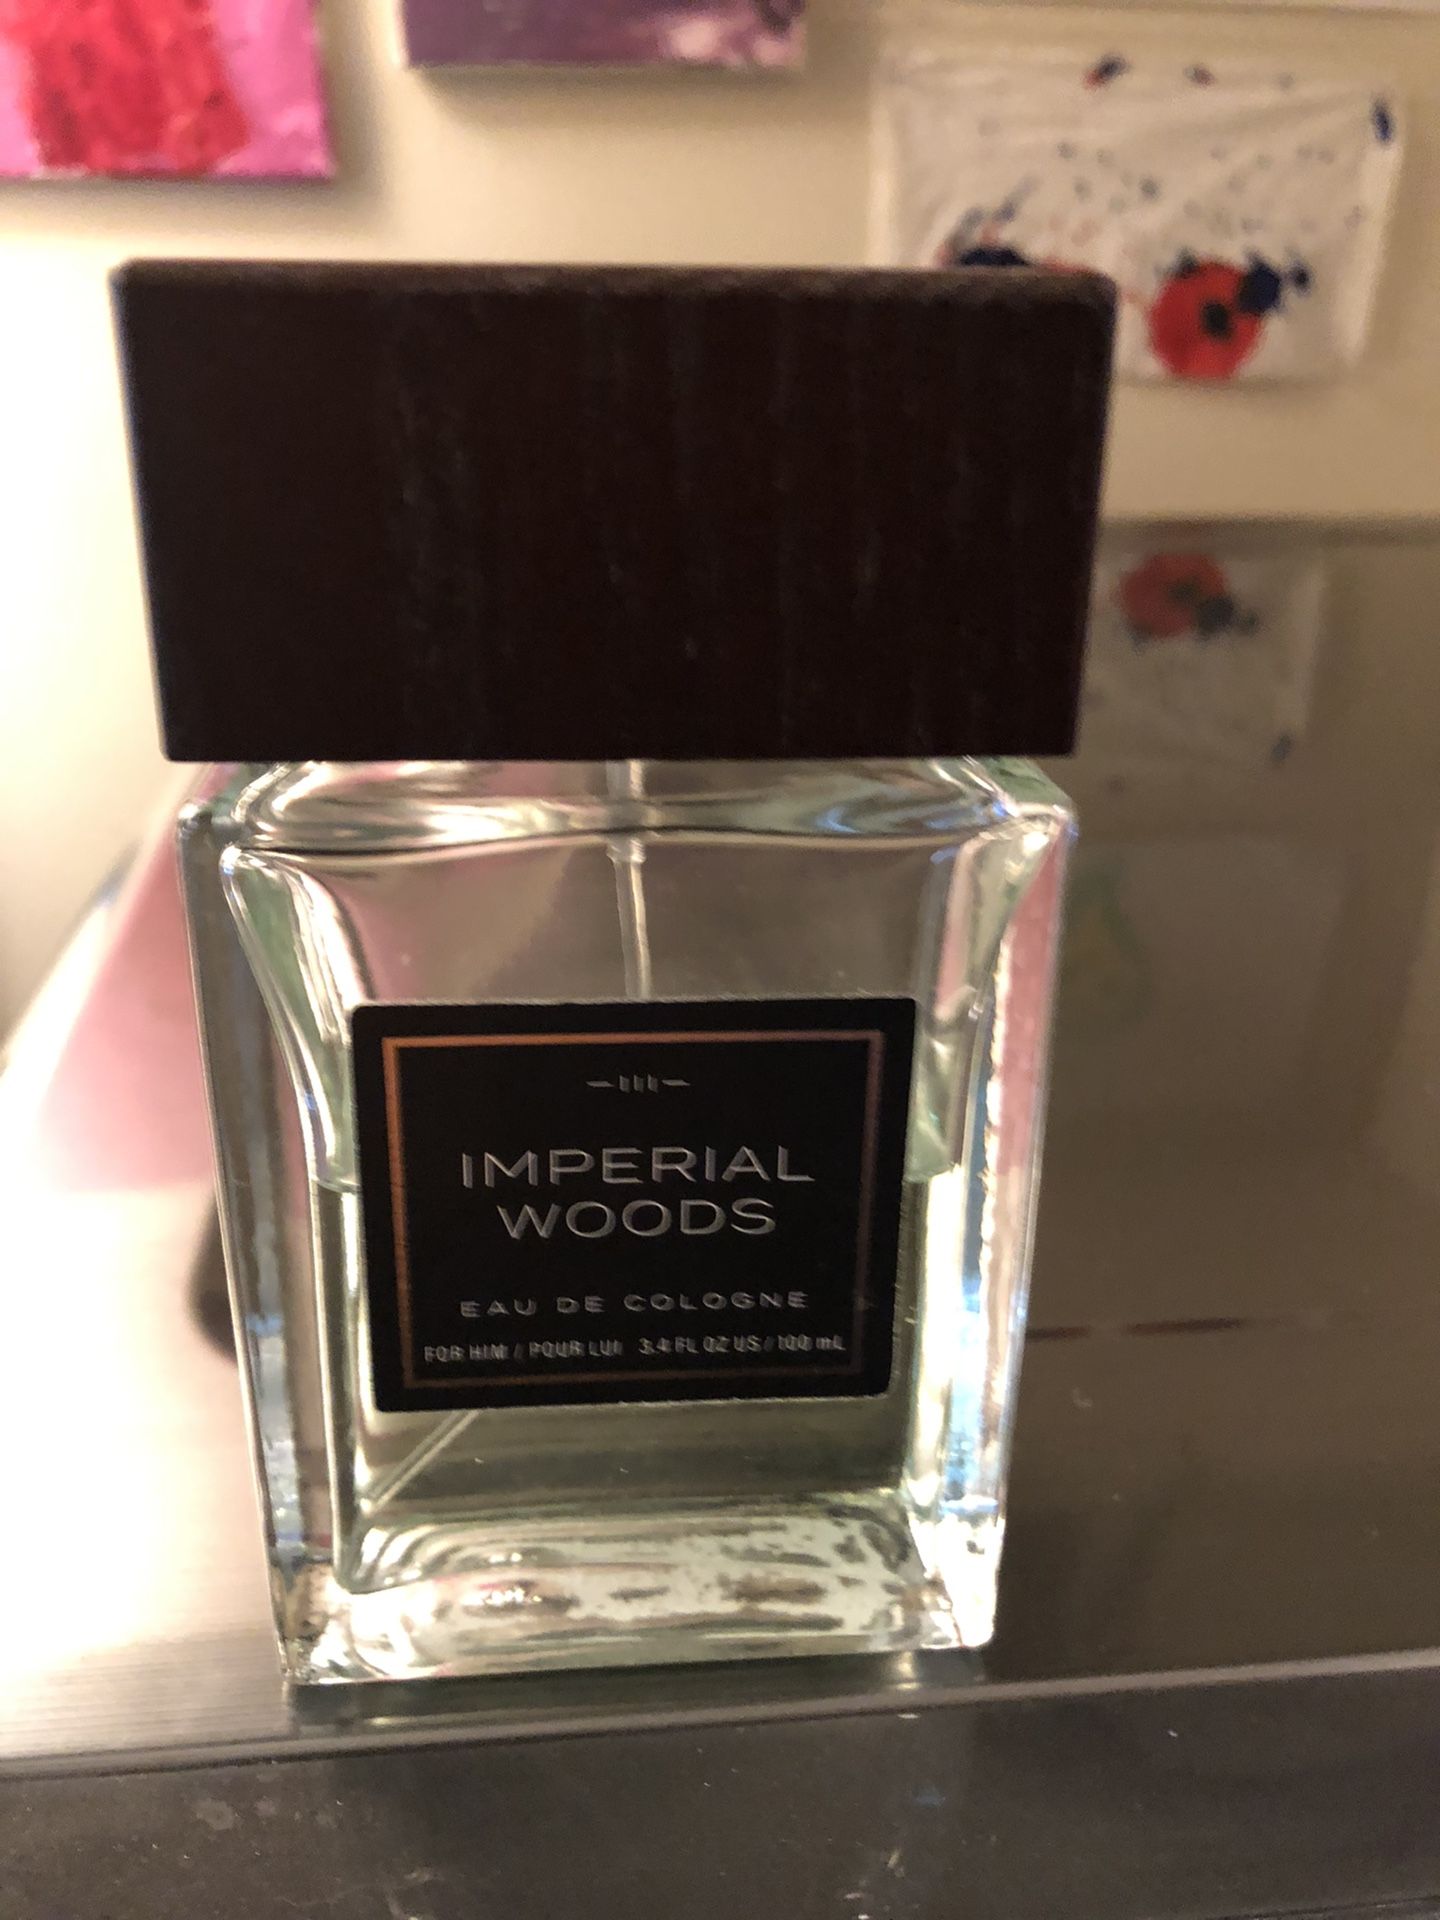 IMPERIAL
WOODS
EAU DE COLOGNE
FOR HIM / POUR LUI 3.4 FL OZ US / 100 mL